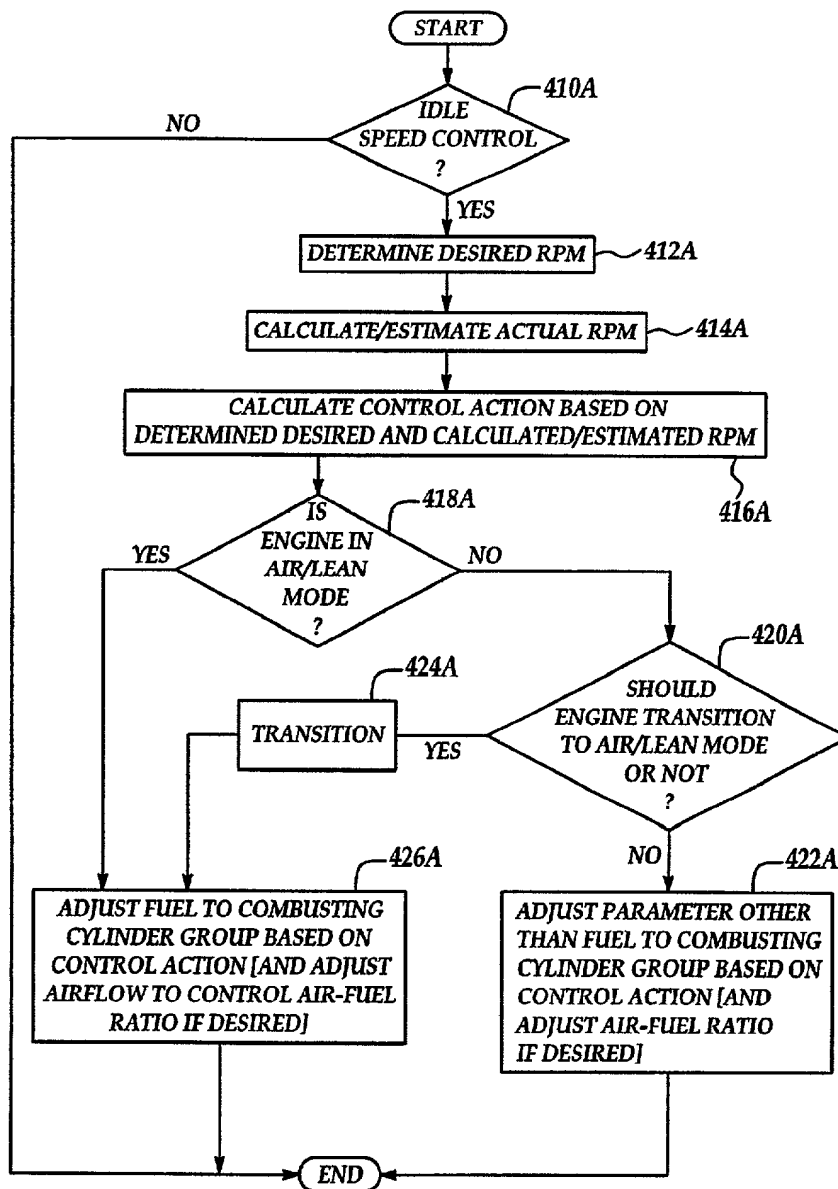 START
410A
IDLE
SPEED CONTROL
?
NO
YES
DETERMINE DESIRED RPM
412A
CALCULATE/ESTIMATE ACTUAL RPM
414A
CALCULATE CONTROL ACTION BASED ON
DETERMINED DESIRED AND CALCULATED/ESTIMATED RPM
416A
418A
IS
ENGINE IN
AIR/LEAN
MODE
?
YES
NO
420A
SHOULD
ENGINE TRANSITION
TO AIR/LEAN MODE
OR NOT
?
424A
TRANSITION
YES
NO
426A
ADJUST FUEL TO COMBUSTING
CYLINDER GROUP BASED ON
CONTROL ACTION [AND ADJUST
AIRFLOW TO CONTROL AIR-FUEL
RATIO IF DESIRED]
422A
ADJUST PARAMETER OTHER
THAN FUEL TO COMBUSTING
CYLINDER GROUP BASED ON
CONTROL ACTION [AND
ADJUST AIR-FUEL RATIO
IF DESIRED]
END